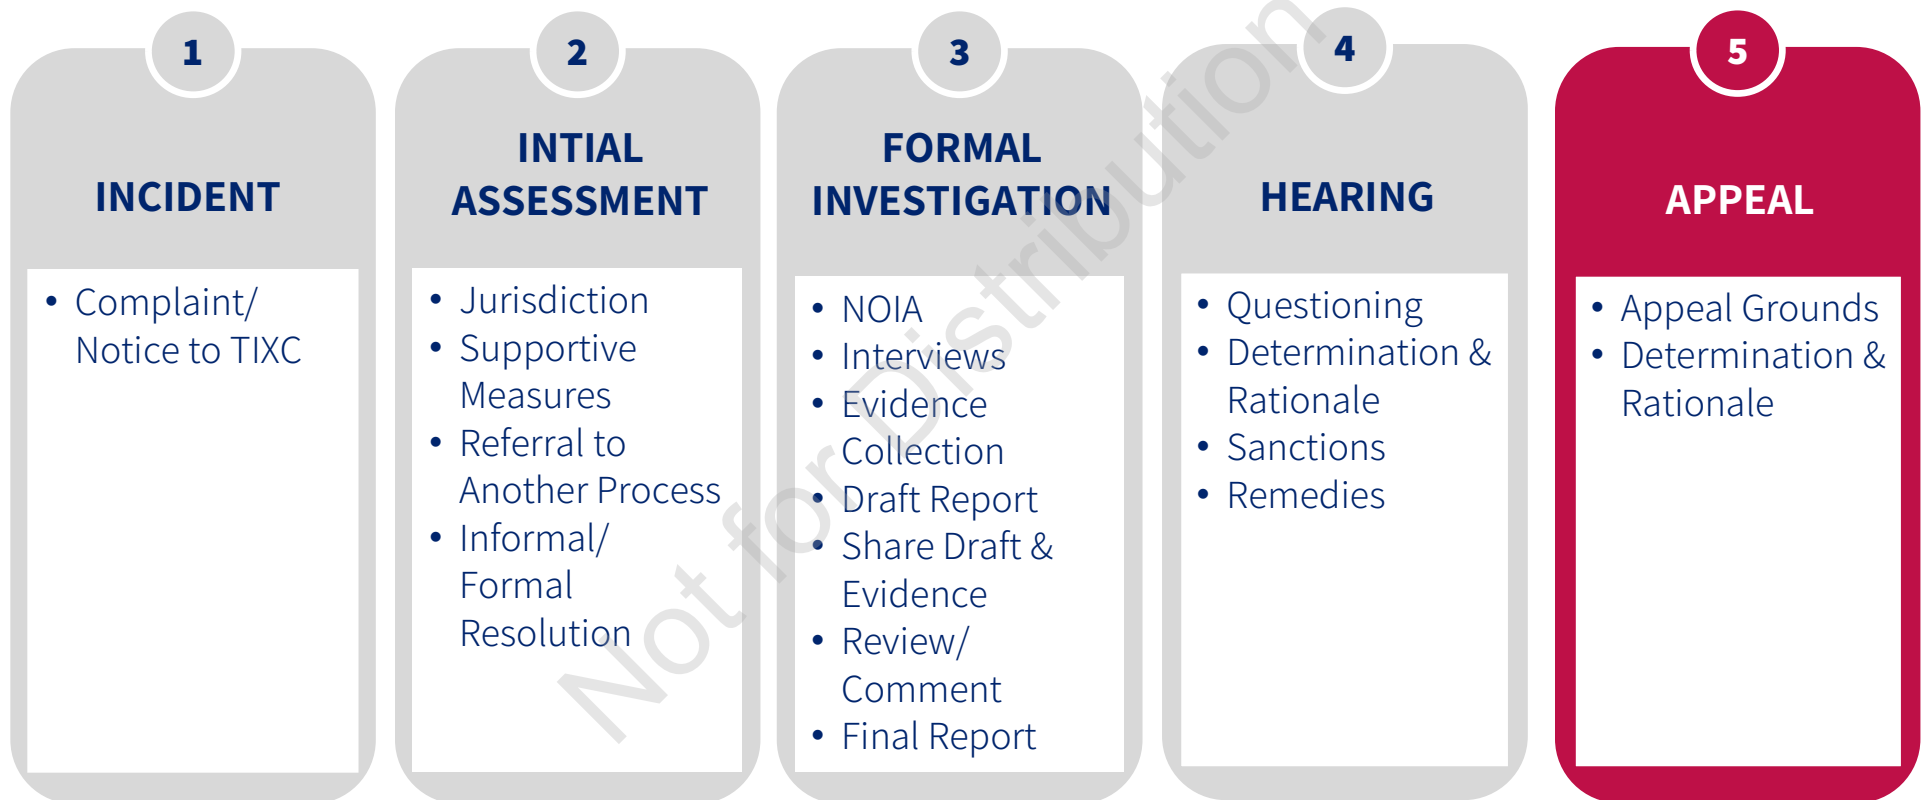 1
INCIDENT
• Complaint/
Notice to TIXC
2
INTIAL
ASSESSMENT
• Jurisdiction
• Supportive
Measures
• Referral to
Another Process
• Informal/
Formal
Resolution
3
FORMAL
INVESTIGATION
• NOIA
• Interviews
• Evidence
Collection
• Draft Report
• Share Draft &
Evidence
• Review/
Comment
• Final Report
4
HEARING
• Questioning
• Determination &
Rationale
• Sanctions
• Remedies
5
APPEAL
• Appeal Grounds
• Determination &
Rationale
Not for Distribution